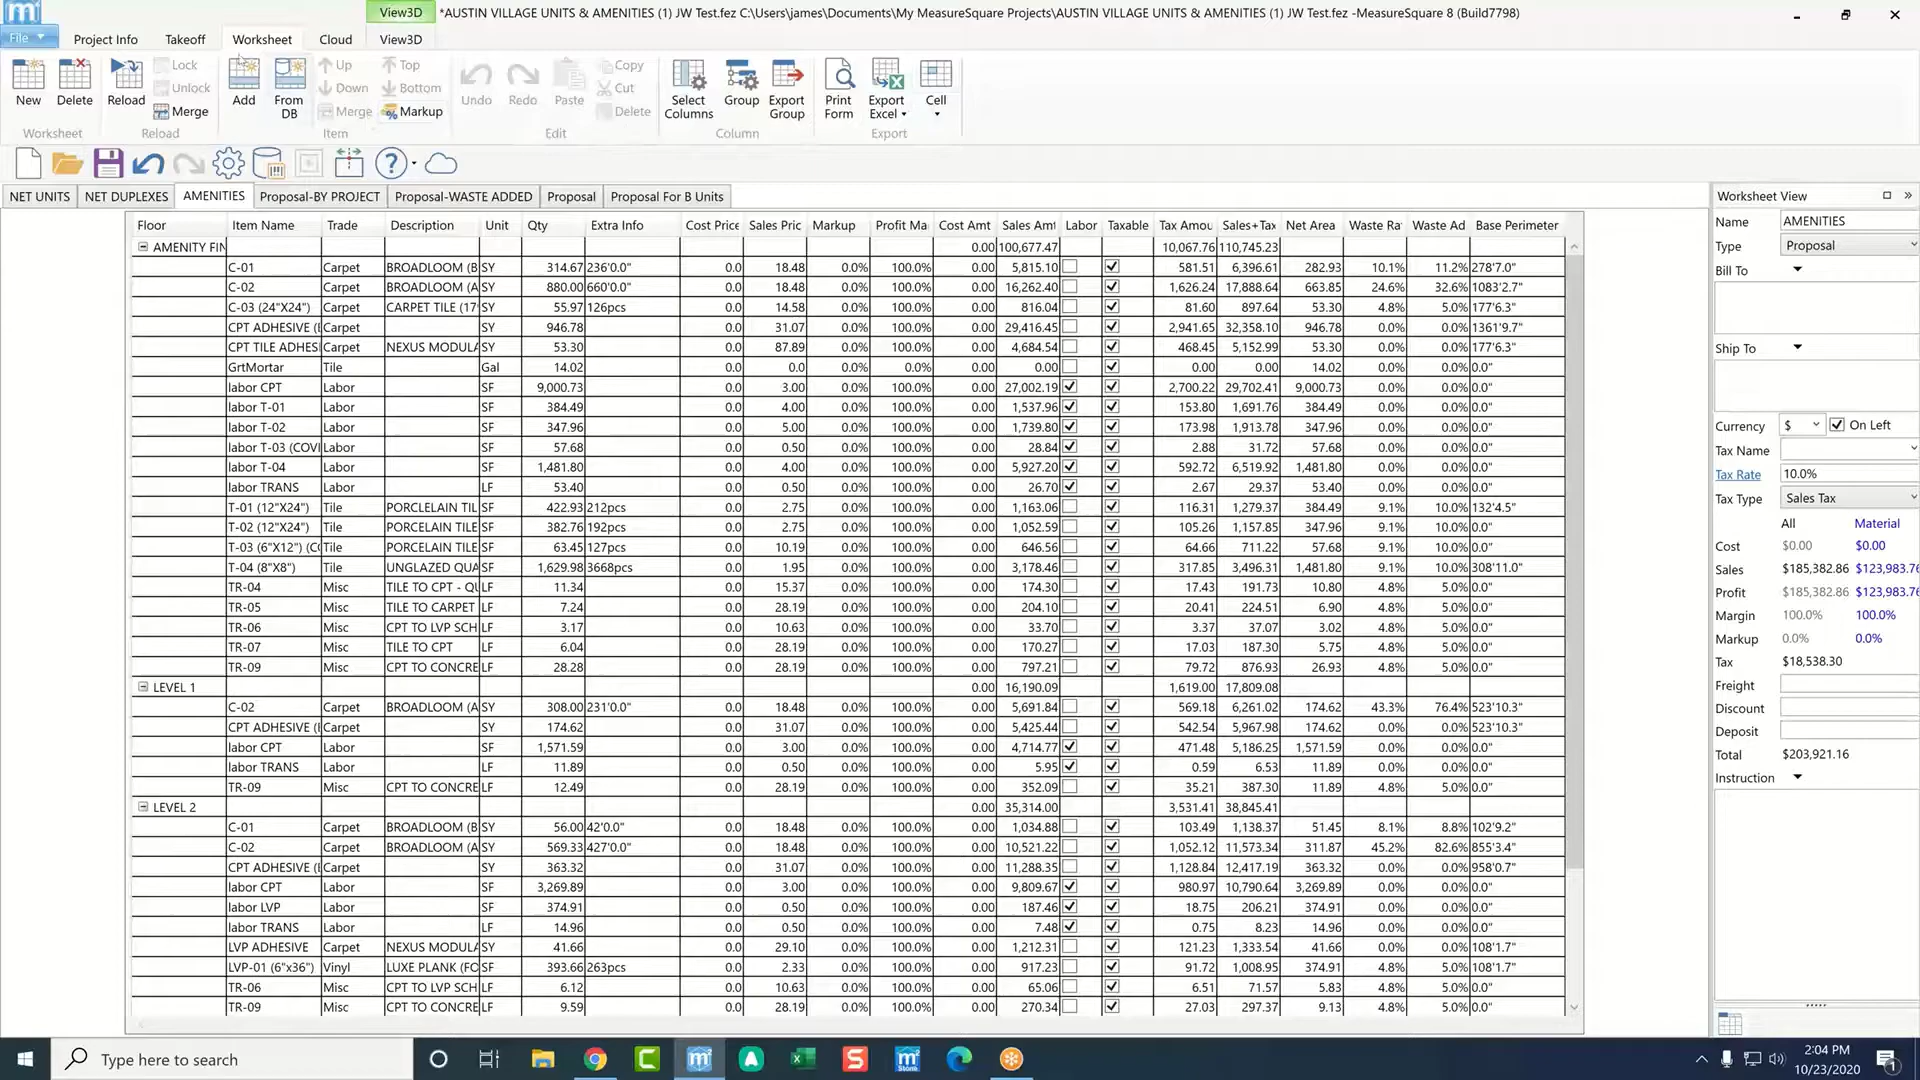 View3D *AUSTIN VILLAGE UNITS & AMENITIES (1) JW Test.fez C:\Users\james\Documents\My MeasureSquare Projects\AUSTIN VILLAGE UNITS & AMENITIES (1) JW Test.fez -MeasureSquare 8 (Build7798)
File Project Info Takeoff Worksheet Cloud View3D
New Delete Reload Lock Unlock Merge Add From DB Up Down Merge Top Bottom Markup Undo Redo Paste Copy Cut Delete Select Columns Group Export Group Print Form Export Excel Cell
Worksheet Reload Item Edit Column Export
NET UNITS NET DUPLEXES AMENITIES Proposal-BY PROJECT Proposal-WASTE ADDED Proposal Proposal For B Units
Floor Item Name Trade Description Unit Qty Extra Info Cost Price Sales Pric Markup Profit Ma Cost Amt Sales Amt Labor Taxable Tax Amou Sales+Tax Net Area Waste Ra Waste Ad Base Perimeter
AMENITY FIN 0.00 100,677.47 10,067.76 110,745.23
C-01 Carpet BROADLOOM (B SY 314.67 236'0.0" 0.0 18.48 0.0% 100.0% 0.00 5,815.10 581.51 6,396.61 282.93 10.1% 11.2% 278'7.0"
C-02 Carpet BROADLOOM (A SY 880.00 660'0.0" 0.0 18.48 0.0% 100.0% 0.00 16,262.40 1,626.24 17,888.64 663.85 24.6% 32.6% 1083'2.7"
C-03 (24"X24") Carpet CARPET TILE (17" SY 55.97 126pcs 0.0 14.58 0.0% 100.0% 0.00 816.04 81.60 897.64 53.30 4.8% 5.0% 177'6.3"
CPT ADHESIVE ( Carpet SY 946.78 0.0 31.07 0.0% 100.0% 0.00 29,416.45 2,941.65 32,358.10 946.78 0.0% 0.0% 1361'9.7"
CPT TILE ADHES Carpet NEXUS MODULA SY 53.30 0.0 87.89 0.0% 100.0% 0.00 4,684.54 468.45 5,152.99 53.30 0.0% 0.0% 177'6.3"
GrtMortar Tile Gal 14.02 0.0 0.0 0.0% 0.0% 0.00 0.00 0.00 0.00 14.02 0.0% 0.0% 0.0"
labor CPT Labor SF 9,000.73 0.0 3.00 0.0% 100.0% 0.00 27,002.19 2,700.22 29,702.41 9,000.73 0.0% 0.0% 0.0"
labor T-01 Labor SF 384.49 0.0 4.00 0.0% 100.0% 0.00 1,537.96 153.80 1,691.76 384.49 0.0% 0.0% 0.0"
labor T-02 Labor SF 347.96 0.0 5.00 0.0% 100.0% 0.00 1,739.80 173.98 1,913.78 347.96 0.0% 0.0% 0.0"
labor T-03 (COVI Labor SF 57.68 0.0 0.50 0.0% 100.0% 0.00 28.84 2.88 31.72 57.68 0.0% 0.0% 0.0"
labor T-04 Labor SF 1,481.80 0.0 4.00 0.0% 100.0% 0.00 5,927.20 592.72 6,519.92 1,481.80 0.0% 0.0% 0.0"
labor TRANS Labor LF 53.40 0.0 0.50 0.0% 100.0% 0.00 26.70 2.67 29.37 53.40 0.0% 0.0% 0.0"
T-01 (12"X24") Tile PORCLELAIN TIL SF 422.93 212pcs 0.0 2.75 0.0% 100.0% 0.00 1,163.06 116.31 1,279.37 384.49 9.1% 10.0% 132'4.5"
T-02 (12"X24") Tile PORCELAIN TILE SF 382.76 192pcs 0.0 2.75 0.0% 100.0% 0.00 1,052.59 105.26 1,157.85 347.96 9.1% 10.0% 0.0"
T-03 (6"X12") (CO Tile PORCELAIN TILE SF 63.45 127pcs 0.0 10.19 0.0% 100.0% 0.00 646.56 64.66 711.22 57.68 9.1% 10.0% 0.0"
T-04 (8"X8") Tile UNGLAZED QUA SF 1,629.98 3668pcs 0.0 1.95 0.0% 100.0% 0.00 3,178.46 317.85 3,496.31 1,481.80 9.1% 10.0% 308'11.0"
TR-04 Misc TILE TO CPT - QU LF 11.34 0.0 15.37 0.0% 100.0% 0.00 174.30 17.43 191.73 10.80 4.8% 5.0% 0.0"
TR-05 Misc TILE TO CARPET LF 7.24 0.0 28.19 0.0% 100.0% 0.00 204.10 20.41 224.51 6.90 4.8% 5.0% 0.0"
TR-06 Misc CPT TO LVP SCH LF 3.17 0.0 10.63 0.0% 100.0% 0.00 33.70 3.37 37.07 3.02 4.8% 5.0% 0.0"
TR-07 Misc TILE TO CPT LF 6.04 0.0 28.19 0.0% 100.0% 0.00 170.27 17.03 187.30 5.75 4.8% 5.0% 0.0"
TR-09 Misc CPT TO CONCRE LF 28.28 0.0 28.19 0.0% 100.0% 0.00 797.21 79.72 876.93 26.93 4.8% 5.0% 0.0"
LEVEL 1 0.00 16,190.09 1,619.00 17,809.08
C-02 Carpet BROADLOOM (A SY 308.00 231'0.0" 0.0 18.48 0.0% 100.0% 0.00 5,691.84 569.18 6,261.02 174.62 43.3% 76.4% 523'10.3"
CPT ADHESIVE ( Carpet SY 174.62 0.0 31.07 0.0% 100.0% 0.00 5,425.44 542.54 5,967.98 174.62 0.0% 0.0% 523'10.3"
labor CPT Labor SF 1,571.59 0.0 3.00 0.0% 100.0% 0.00 4,714.77 471.48 5,186.25 1,571.59 0.0% 0.0% 0.0"
labor TRANS Labor LF 11.89 0.0 0.50 0.0% 100.0% 0.00 5.95 0.59 6.53 11.89 0.0% 0.0% 0.0"
TR-09 Misc CPT TO CONCRE LF 12.49 0.0 28.19 0.0% 100.0% 0.00 352.09 35.21 387.30 11.89 4.8% 5.0% 0.0"
LEVEL 2 0.00 35,314.00 3,531.41 38,845.41
C-01 Carpet BROADLOOM (B SY 56.00 42'0.0" 0.0 18.48 0.0% 100.0% 0.00 1,034.88 103.49 1,138.37 51.45 8.1% 8.8% 102'9.2"
C-02 Carpet BROADLOOM (A SY 569.33 427'0.0" 0.0 18.48 0.0% 100.0% 0.00 10,521.22 1,052.12 11,573.34 311.87 45.2% 82.6% 855'3.4"
CPT ADHESIVE ( Carpet SY 363.32 0.0 31.07 0.0% 100.0% 0.00 11,288.35 1,128.84 12,417.19 363.32 0.0% 0.0% 958'0.7"
labor CPT Labor SF 3,269.89 0.0 3.00 0.0% 100.0% 0.00 9,809.67 980.97 10,790.64 3,269.89 0.0% 0.0% 0.0"
labor LVP Labor SF 374.91 0.0 0.50 0.0% 100.0% 0.00 187.46 18.75 206.21 374.91 0.0% 0.0% 0.0"
labor TRANS Labor LF 14.96 0.0 0.50 0.0% 100.0% 0.00 7.48 0.75 8.23 14.96 0.0% 0.0% 0.0"
LVP ADHESIVE Carpet NEXUS MODULA SY 41.66 0.0 29.10 0.0% 100.0% 0.00 1,212.31 121.23 1,333.54 41.66 0.0% 0.0% 108'1.7"
LVP-01 (6"x36") Vinyl LUXE PLANK (FO SF 393.66 263pcs 0.0 2.33 0.0% 100.0% 0.00 917.23 91.72 1,008.95 374.91 4.8% 5.0% 108'1.7"
TR-06 Misc CPT TO LVP SCH LF 6.12 0.0 10.63 0.0% 100.0% 0.00 65.06 6.51 71.57 5.83 4.8% 5.0% 0.0"
TR-09 Misc CPT TO CONCRE LF 9.59 0.0 28.19 0.0% 100.0% 0.00 270.34 27.03 297.37 9.13 4.8% 5.0% 0.0"
Worksheet View
Name AMENITIES
Type Proposal
Bill To
Ship To
Currency $ On Left
Tax Name
Tax Rate 10.0%
Tax Type Sales Tax
All Material
Cost $0.00 $0.00
Sales $185,382.86 $123,983.76
Profit $185,382.86 $123,983.76
Margin 100.0% 100.0%
Markup 0.0% 0.0%
Tax $18,538.30
Freight
Discount
Deposit
Total $203,921.16
Instruction
Type here to search
2:04 PM
10/23/2020